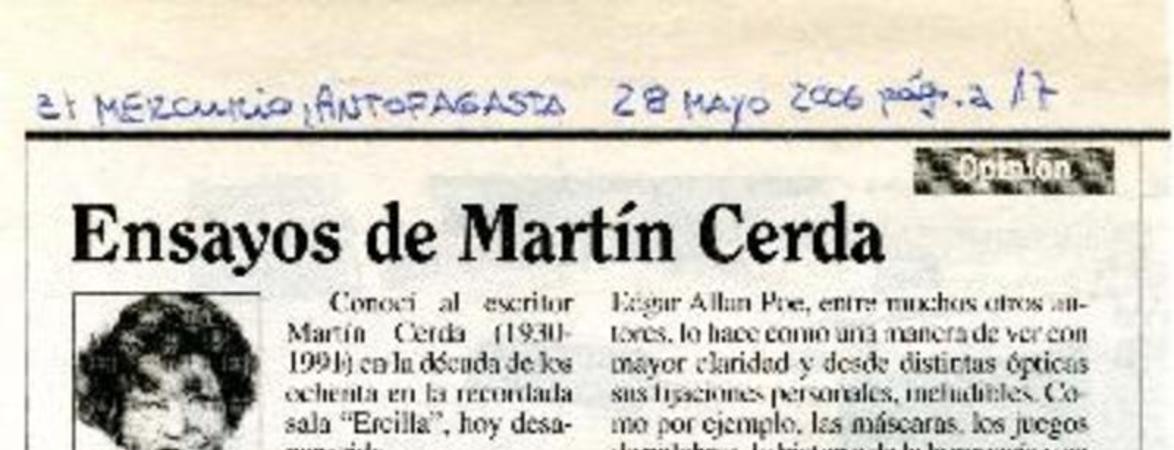 El MERCURIO, ANTOFAGASTA 28 MAYO 2006 pág. a 17
Opinión
Ensayos de Martín Cerda
Conocí al escritor
Martín Cerda (1930-
1991) en la década de los
ochenta en la recordada
sala “Ercilla”, hoy desa-
Edgar Allan Poe, entre muchos otros au-
tores, lo hace como una manera de ver con
mayor claridad y desde distintas ópticas
sus fijaciones personales, ineludibles. Co-
mo por ejemplo, las máscaras, los juegos